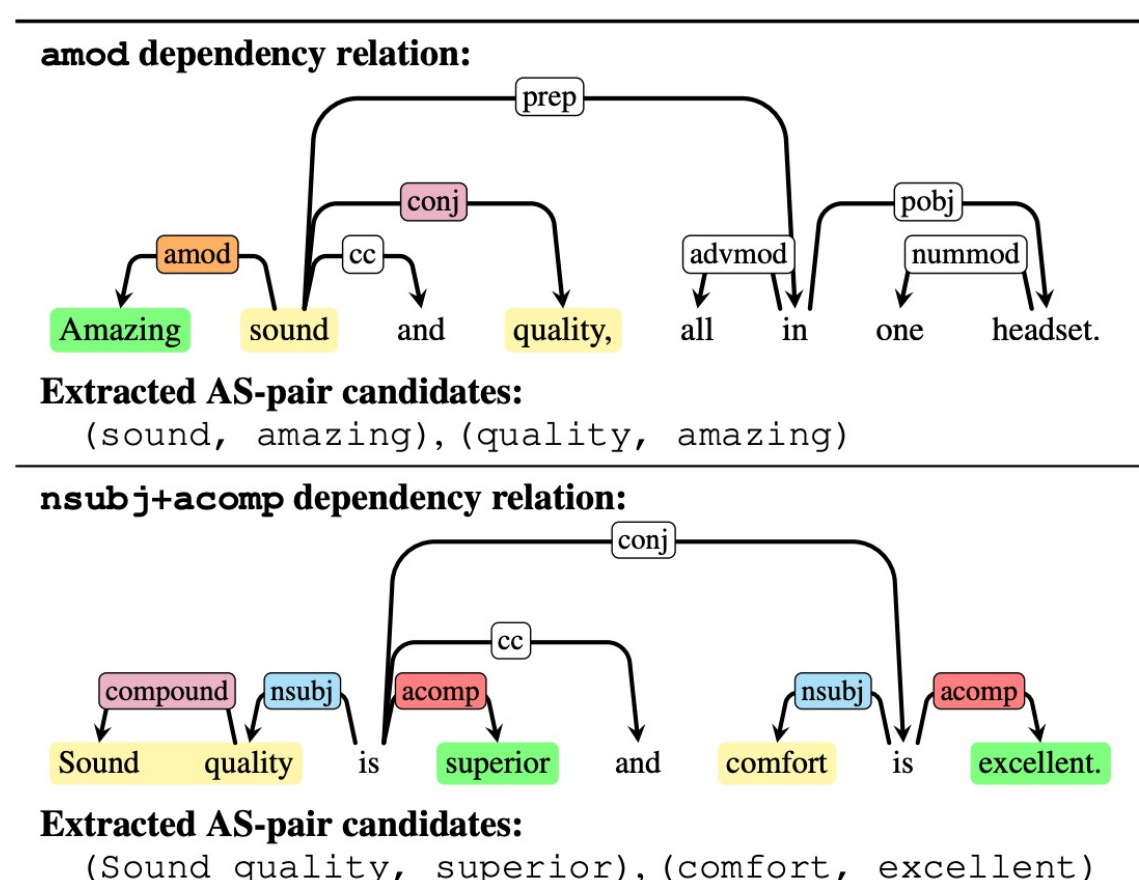 amod dependency relation:
prep
conj
amod cc advmod pobj nummod
Amazing sound and quality, all in one headset.
Extracted AS-pair candidates:
(sound, amazing), (quality, amazing)
nsubj+acomp dependency relation:
conj
cc
compound nsubj acomp nsubj acomp
Sound quality is superior and comfort is excellent.
Extracted AS-pair candidates:
(Sound quality, superior), (comfort, excellent)